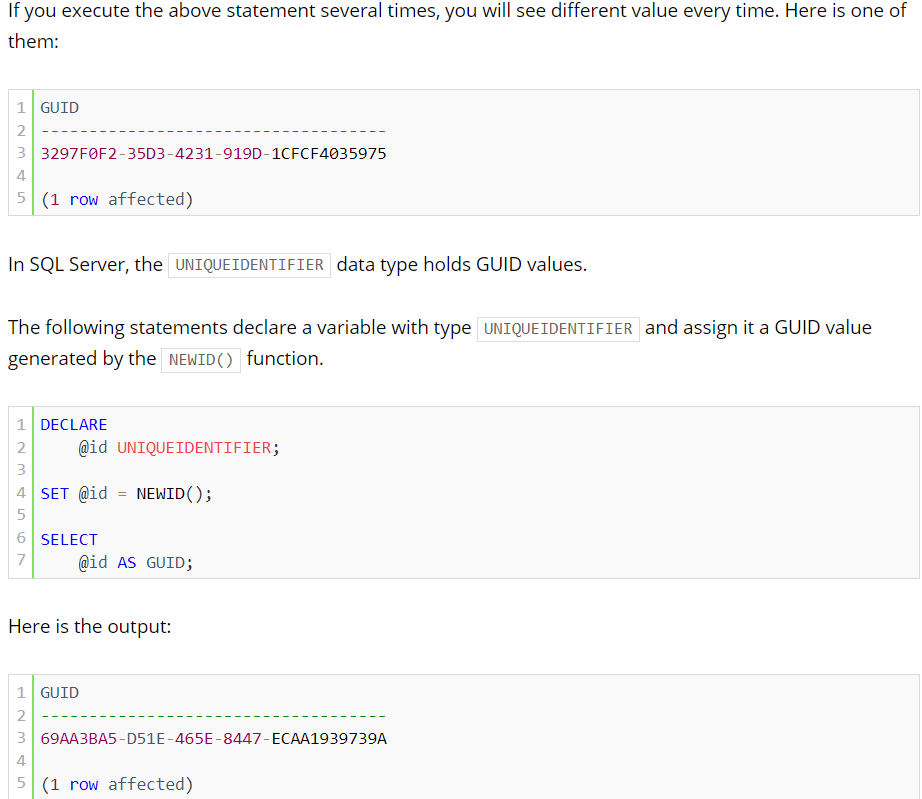 If you execute the above statement several times, you will see different value every time. Here is one of
them:
1 GUID
2 ------------------------------------
3 3297F0F2-35D3-4231-919D-1CFCF4035975
4
5 (1 row affected)
In SQL Server, the UNIQUEIDENTIFIER data type holds GUID values.
The following statements declare a variable with type UNIQUEIDENTIFIER and assign it a GUID value
generated by the NEWID() function.
1 DECLARE
2     @id UNIQUEIDENTIFIER;
3
4 SET @id = NEWID();
5
6 SELECT
7     @id AS GUID;
Here is the output:
1 GUID
2 ------------------------------------
3 69AA3BA5-D51E-465E-8447-ECAA1939739A
4
5 (1 row affected)